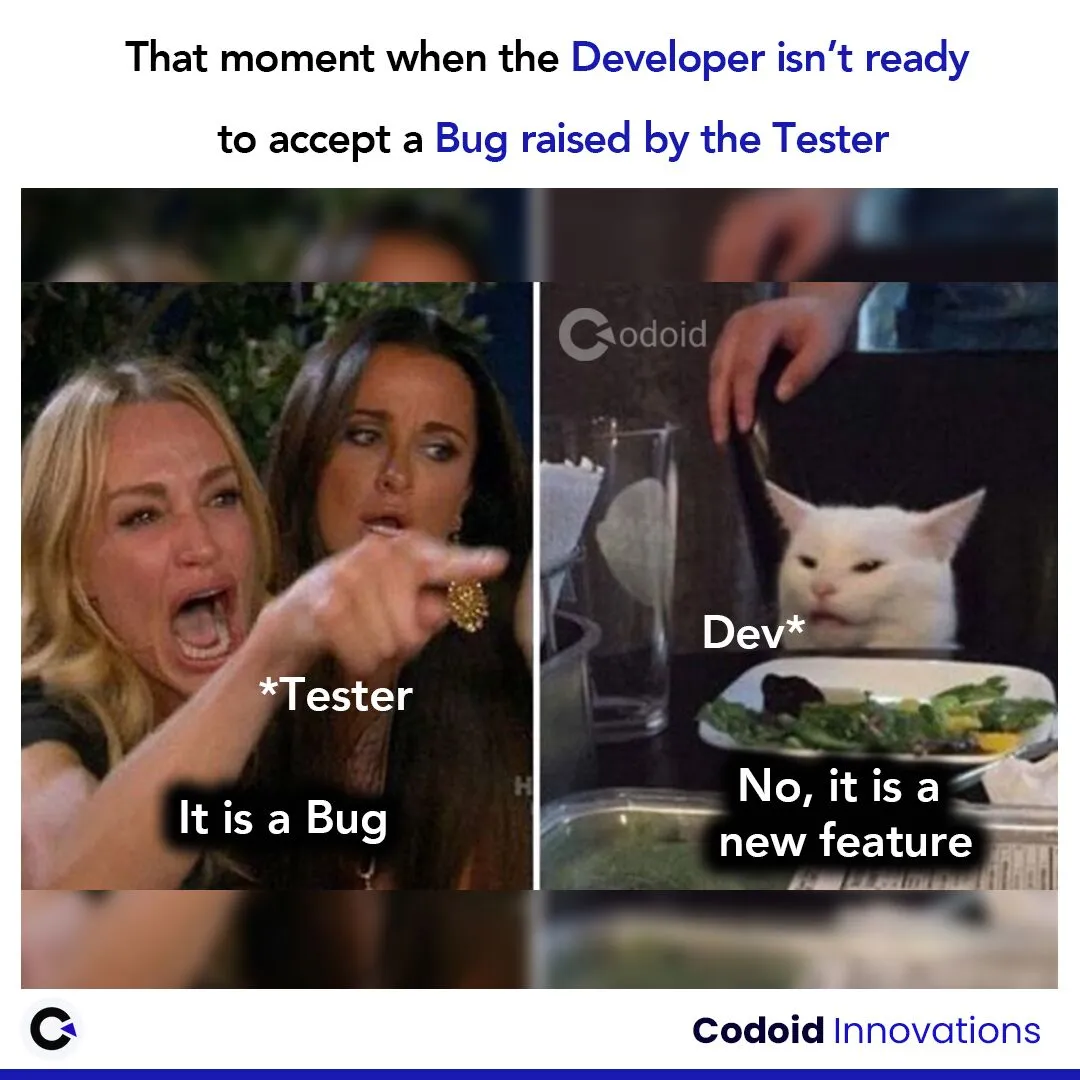 That moment when the Developer isn’t ready
to accept a Bug raised by the Tester
Codoid
*Tester
Dev*
It is a Bug
No, it is a
new feature
Codoid Innovations